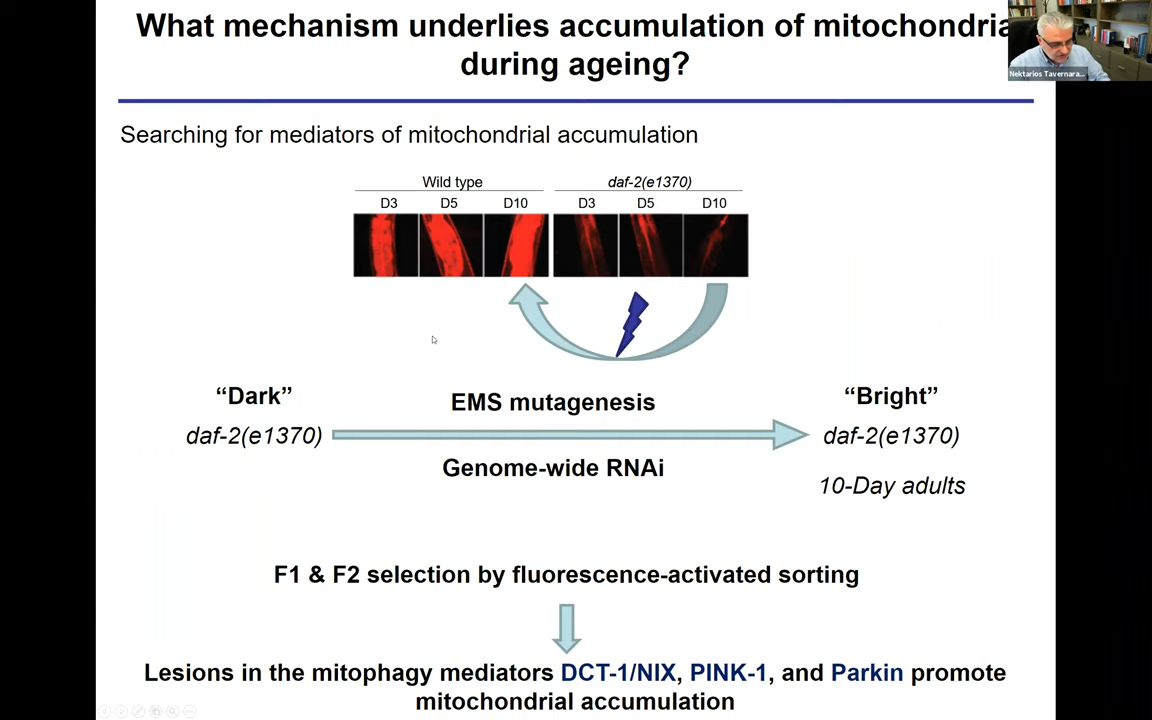 What mechanism underlies accumulation of mitochondria
during ageing?
Nektarios Tavernara...
Searching for mediators of mitochondrial accumulation
Wild type
daf-2(e1370)
D3 D5 D10 D3 D5 D10
“Dark”
EMS mutagenesis
“Bright”
daf-2(e1370)
daf-2(e1370)
Genome-wide RNAi
10-Day adults
F1 & F2 selection by fluorescence-activated sorting
Lesions in the mitophagy mediators DCT-1/NIX, PINK-1, and Parkin promote
mitochondrial accumulation